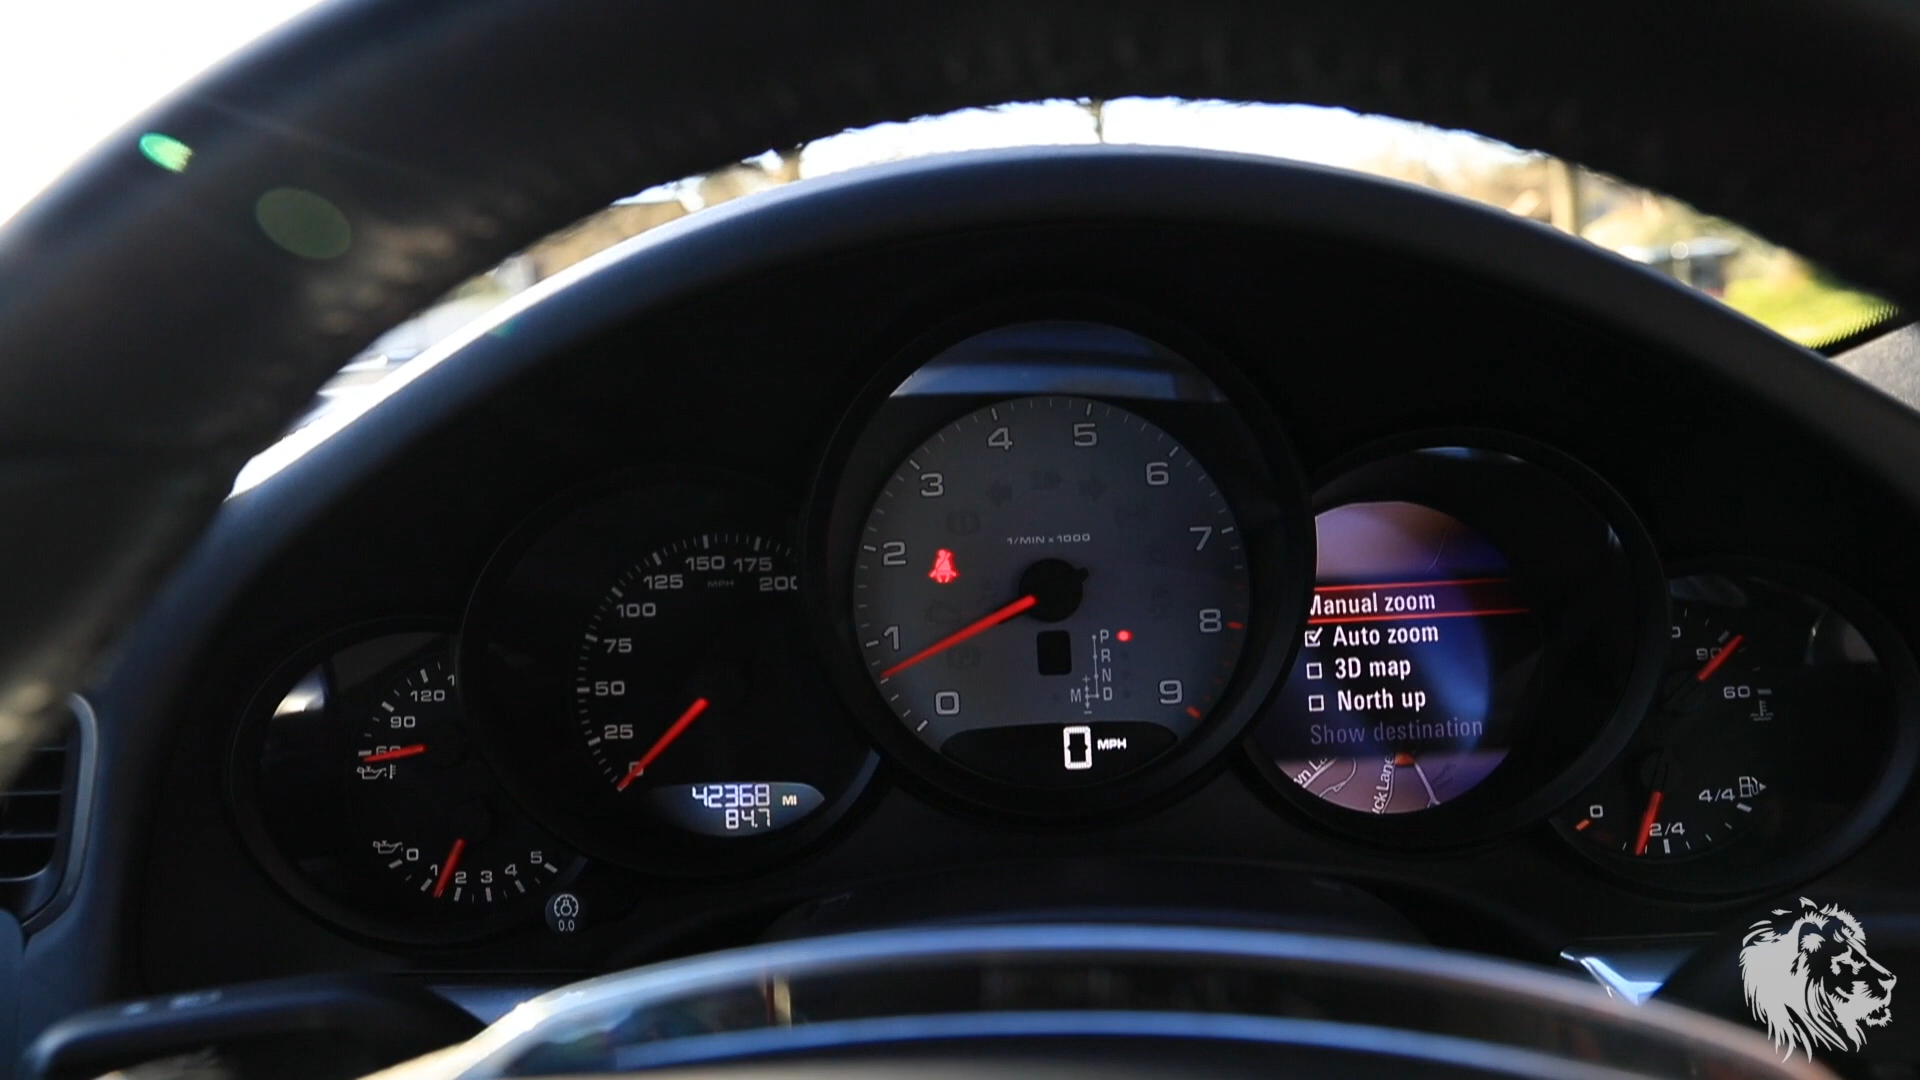 4 5
3 6
1/MIN x 1000
2 7
1 8
0 9
P
R
N
M D
0 MPH
150 175
125 MPH 200
100
75
50
25
0
42368 MI
84.7
120
90
60
0 1 2 3 4 5
0.0
Manual zoom
Auto zoom
3D map
North up
Show destination
90
60
0 2/4 4/4